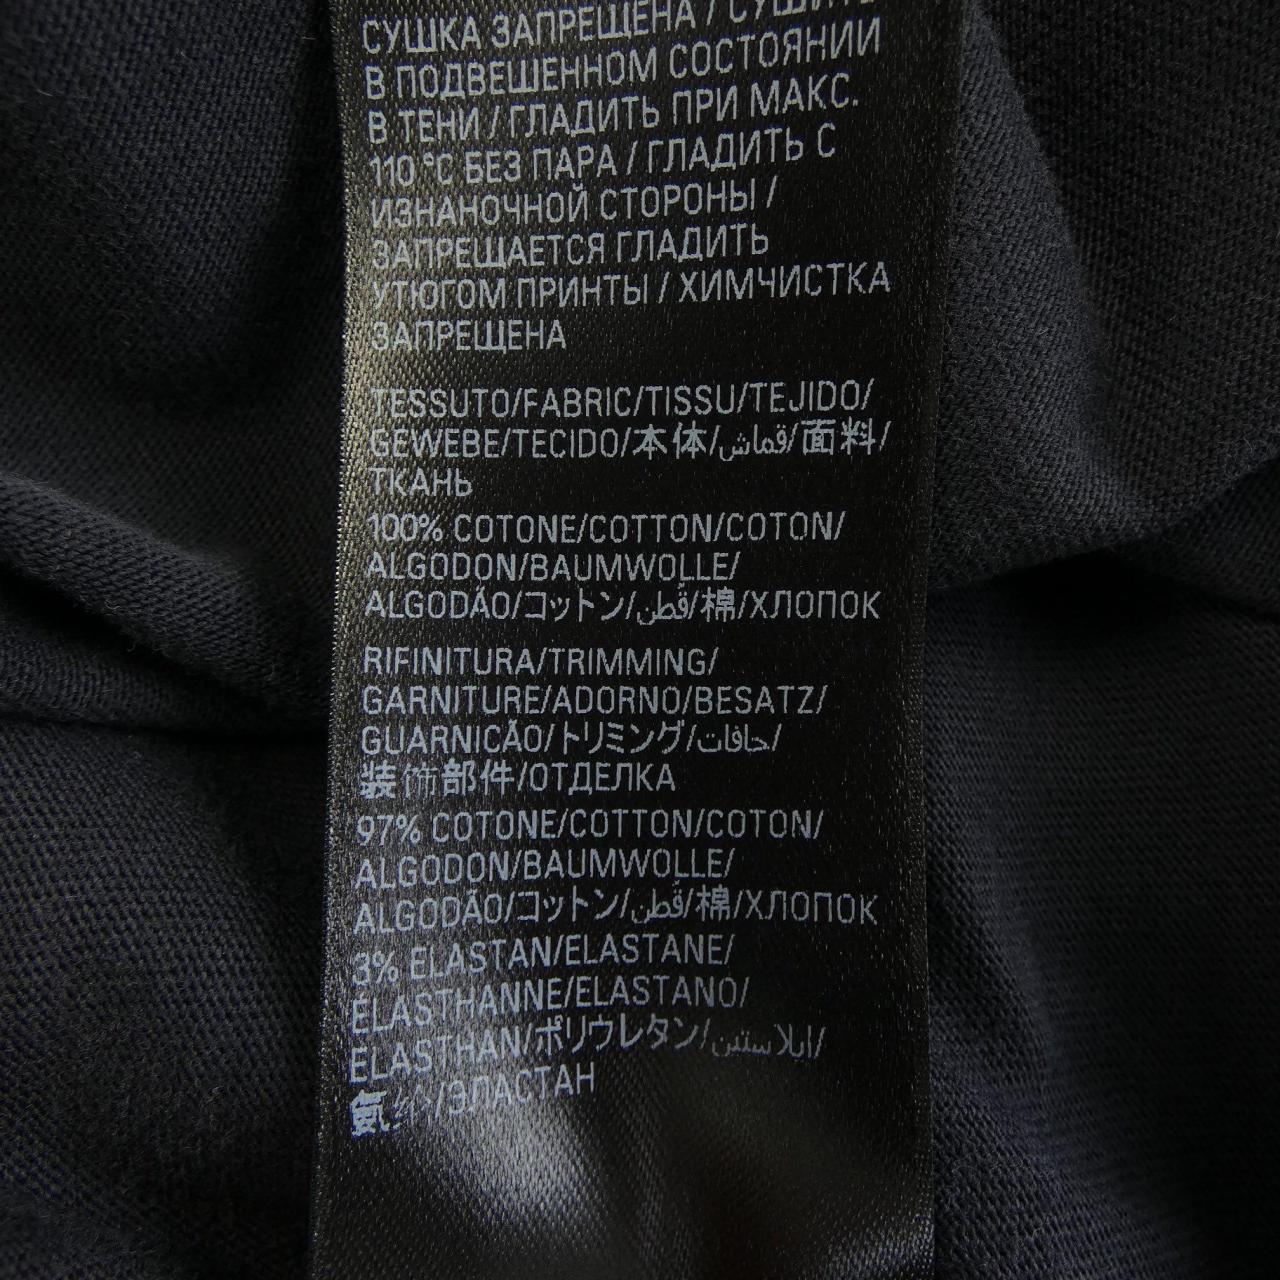 СУШКА ЗАПРЕЩЕНА / СУШИТЬ
В ПОДВЕШЕННОМ СОСТОЯНИИ
В ТЕНИ / ГЛАДИТЬ ПРИ МАКС.
110 °C БЕЗ ПАРА / ГЛАДИТЬ С
ИЗНАНОЧНОЙ СТОРОНЫ /
ЗАПРЕЩАЕТСЯ ГЛАДИТЬ
УТЮГОМ ПРИНТЫ / ХИМЧИСТКА
ЗАПРЕЩЕНА
TESSUTO/FABRIC/TISSU/TEJIDO/
GEWEBE/TECIDO/本体/قماش/面料/
ТКАНЬ
100% COTONE/COTTON/COTON/
ALGODON/BAUMWOLLE/
ALGODÃO/コットン/قطن/棉/ХЛОПОК
RIFINITURA/TRIMMING/
GARNITURE/ADORNO/BESATZ/
GUARNICÃO/トリミング/حافات/
装饰部件/ОТДЕЛКА
97% COTONE/COTTON/COTON/
ALGODON/BAUMWOLLE/
ALGODÃO/コットン/قطن/棉/ХЛОПОК
3% ELASTAN/ELASTANE/
ELASTHANNE/ELASTANO/
ELASTHAN/ポリウレタン/ايلاستين/
氨纶/ЭЛАСТАН